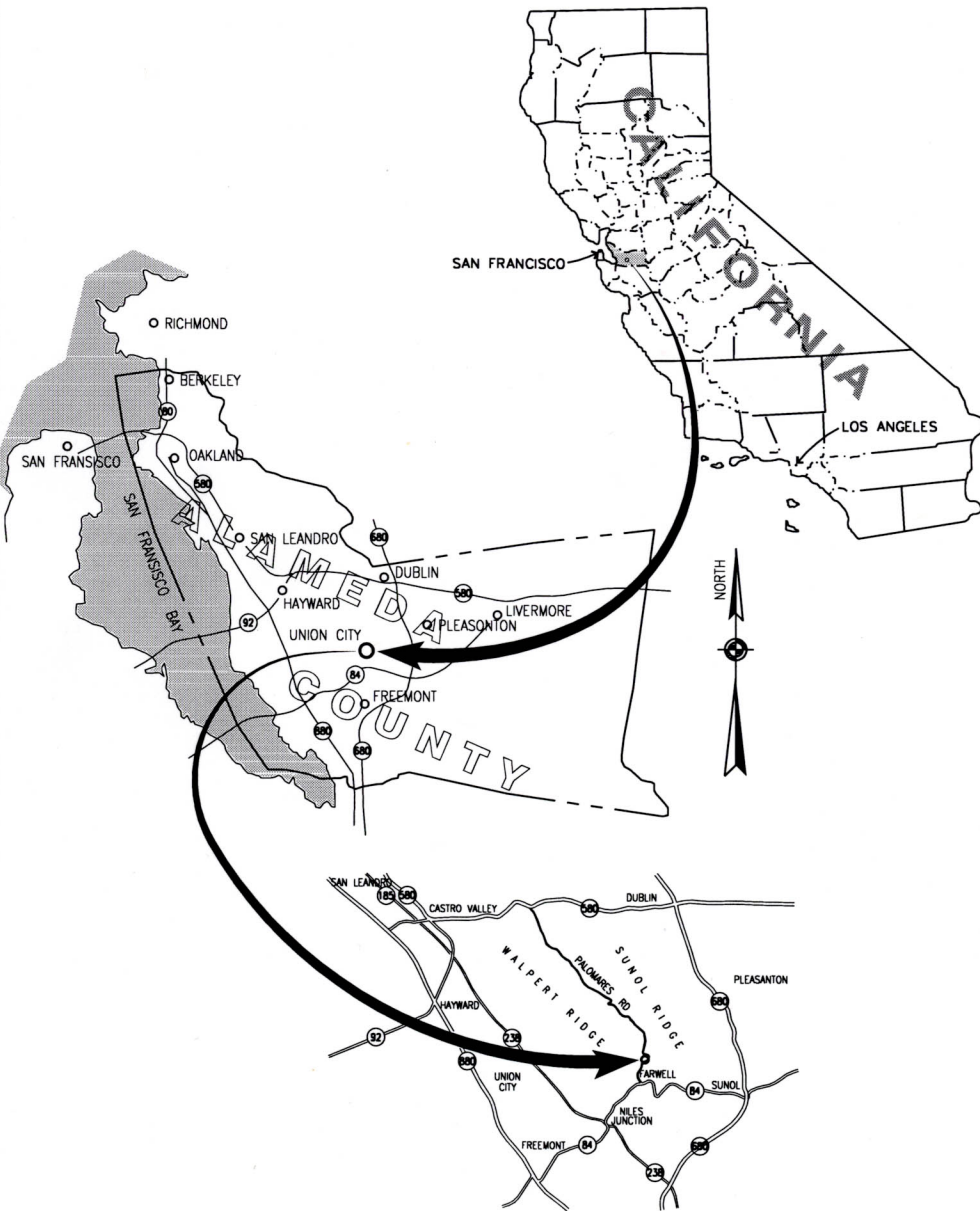 CALIFORNIA
SAN FRANCISCO
LOS ANGELES
RICHMOND
BERKELEY
80
SAN FRANSISCO
OAKLAND
580
SAN FRANSISCO BAY
ALAMEDA
COUNTY
SAN LEANDRO
680
DUBLIN
580
HAYWARD
LIVERMORE
92
PLEASONTON
UNION CITY
84
FREEMONT
880
680
NORTH
SAN LEANDRO
185
580
CASTRO VALLEY
580
DUBLIN
WALPERT RIDGE
PALOMARES RD
SUNOL RIDGE
PLEASANTON
680
HAYWARD
92
238
880
UNION
CITY
FARWELL
84
SUNOL
NILES
JUNCTION
FREEMONT
84
680
238